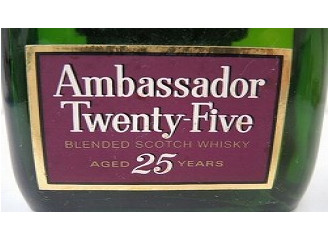 Ambassador
Twenty-Five
BLENDED SCOTCH WHISKY
AGED 25 YEARS